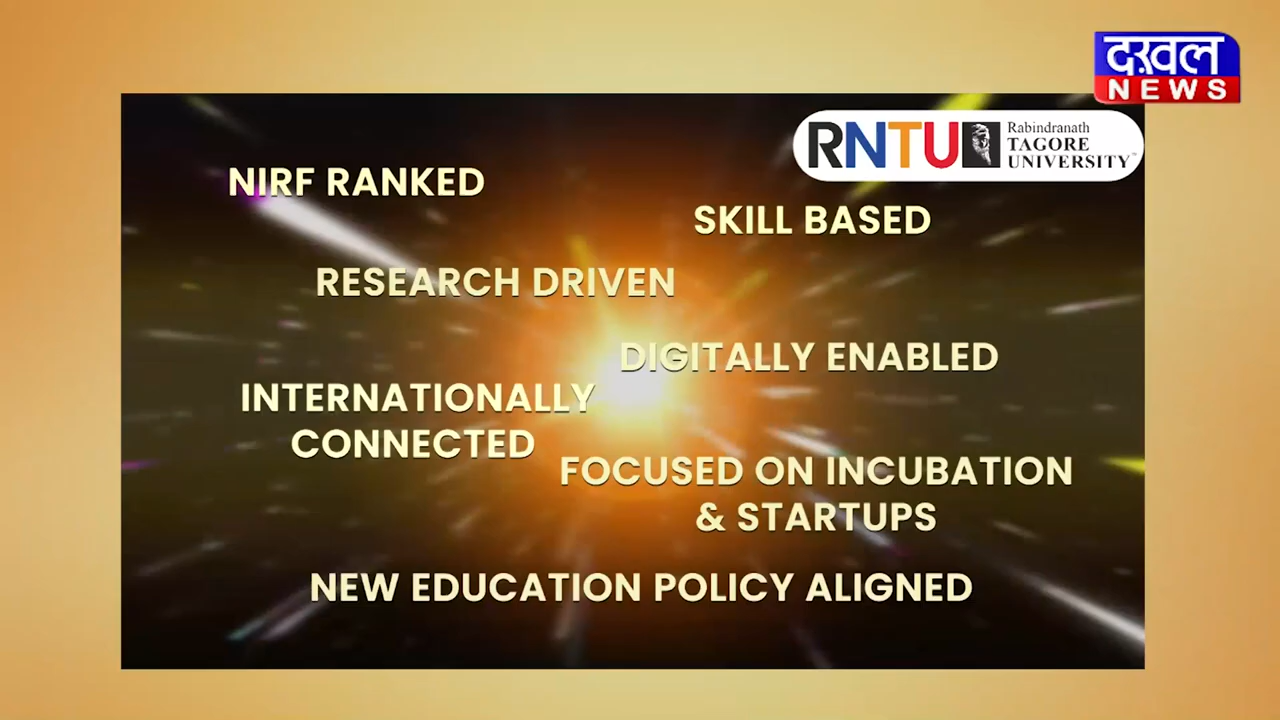 दख़ल
NEWS
RNTU
Rabindranath
TAGORE
UNIVERSITY™
NIRF RANKED
SKILL BASED
RESEARCH DRIVEN
DIGITALLY ENABLED
INTERNATIONALLY
CONNECTED
FOCUSED ON INCUBATION
& STARTUPS
NEW EDUCATION POLICY ALIGNED